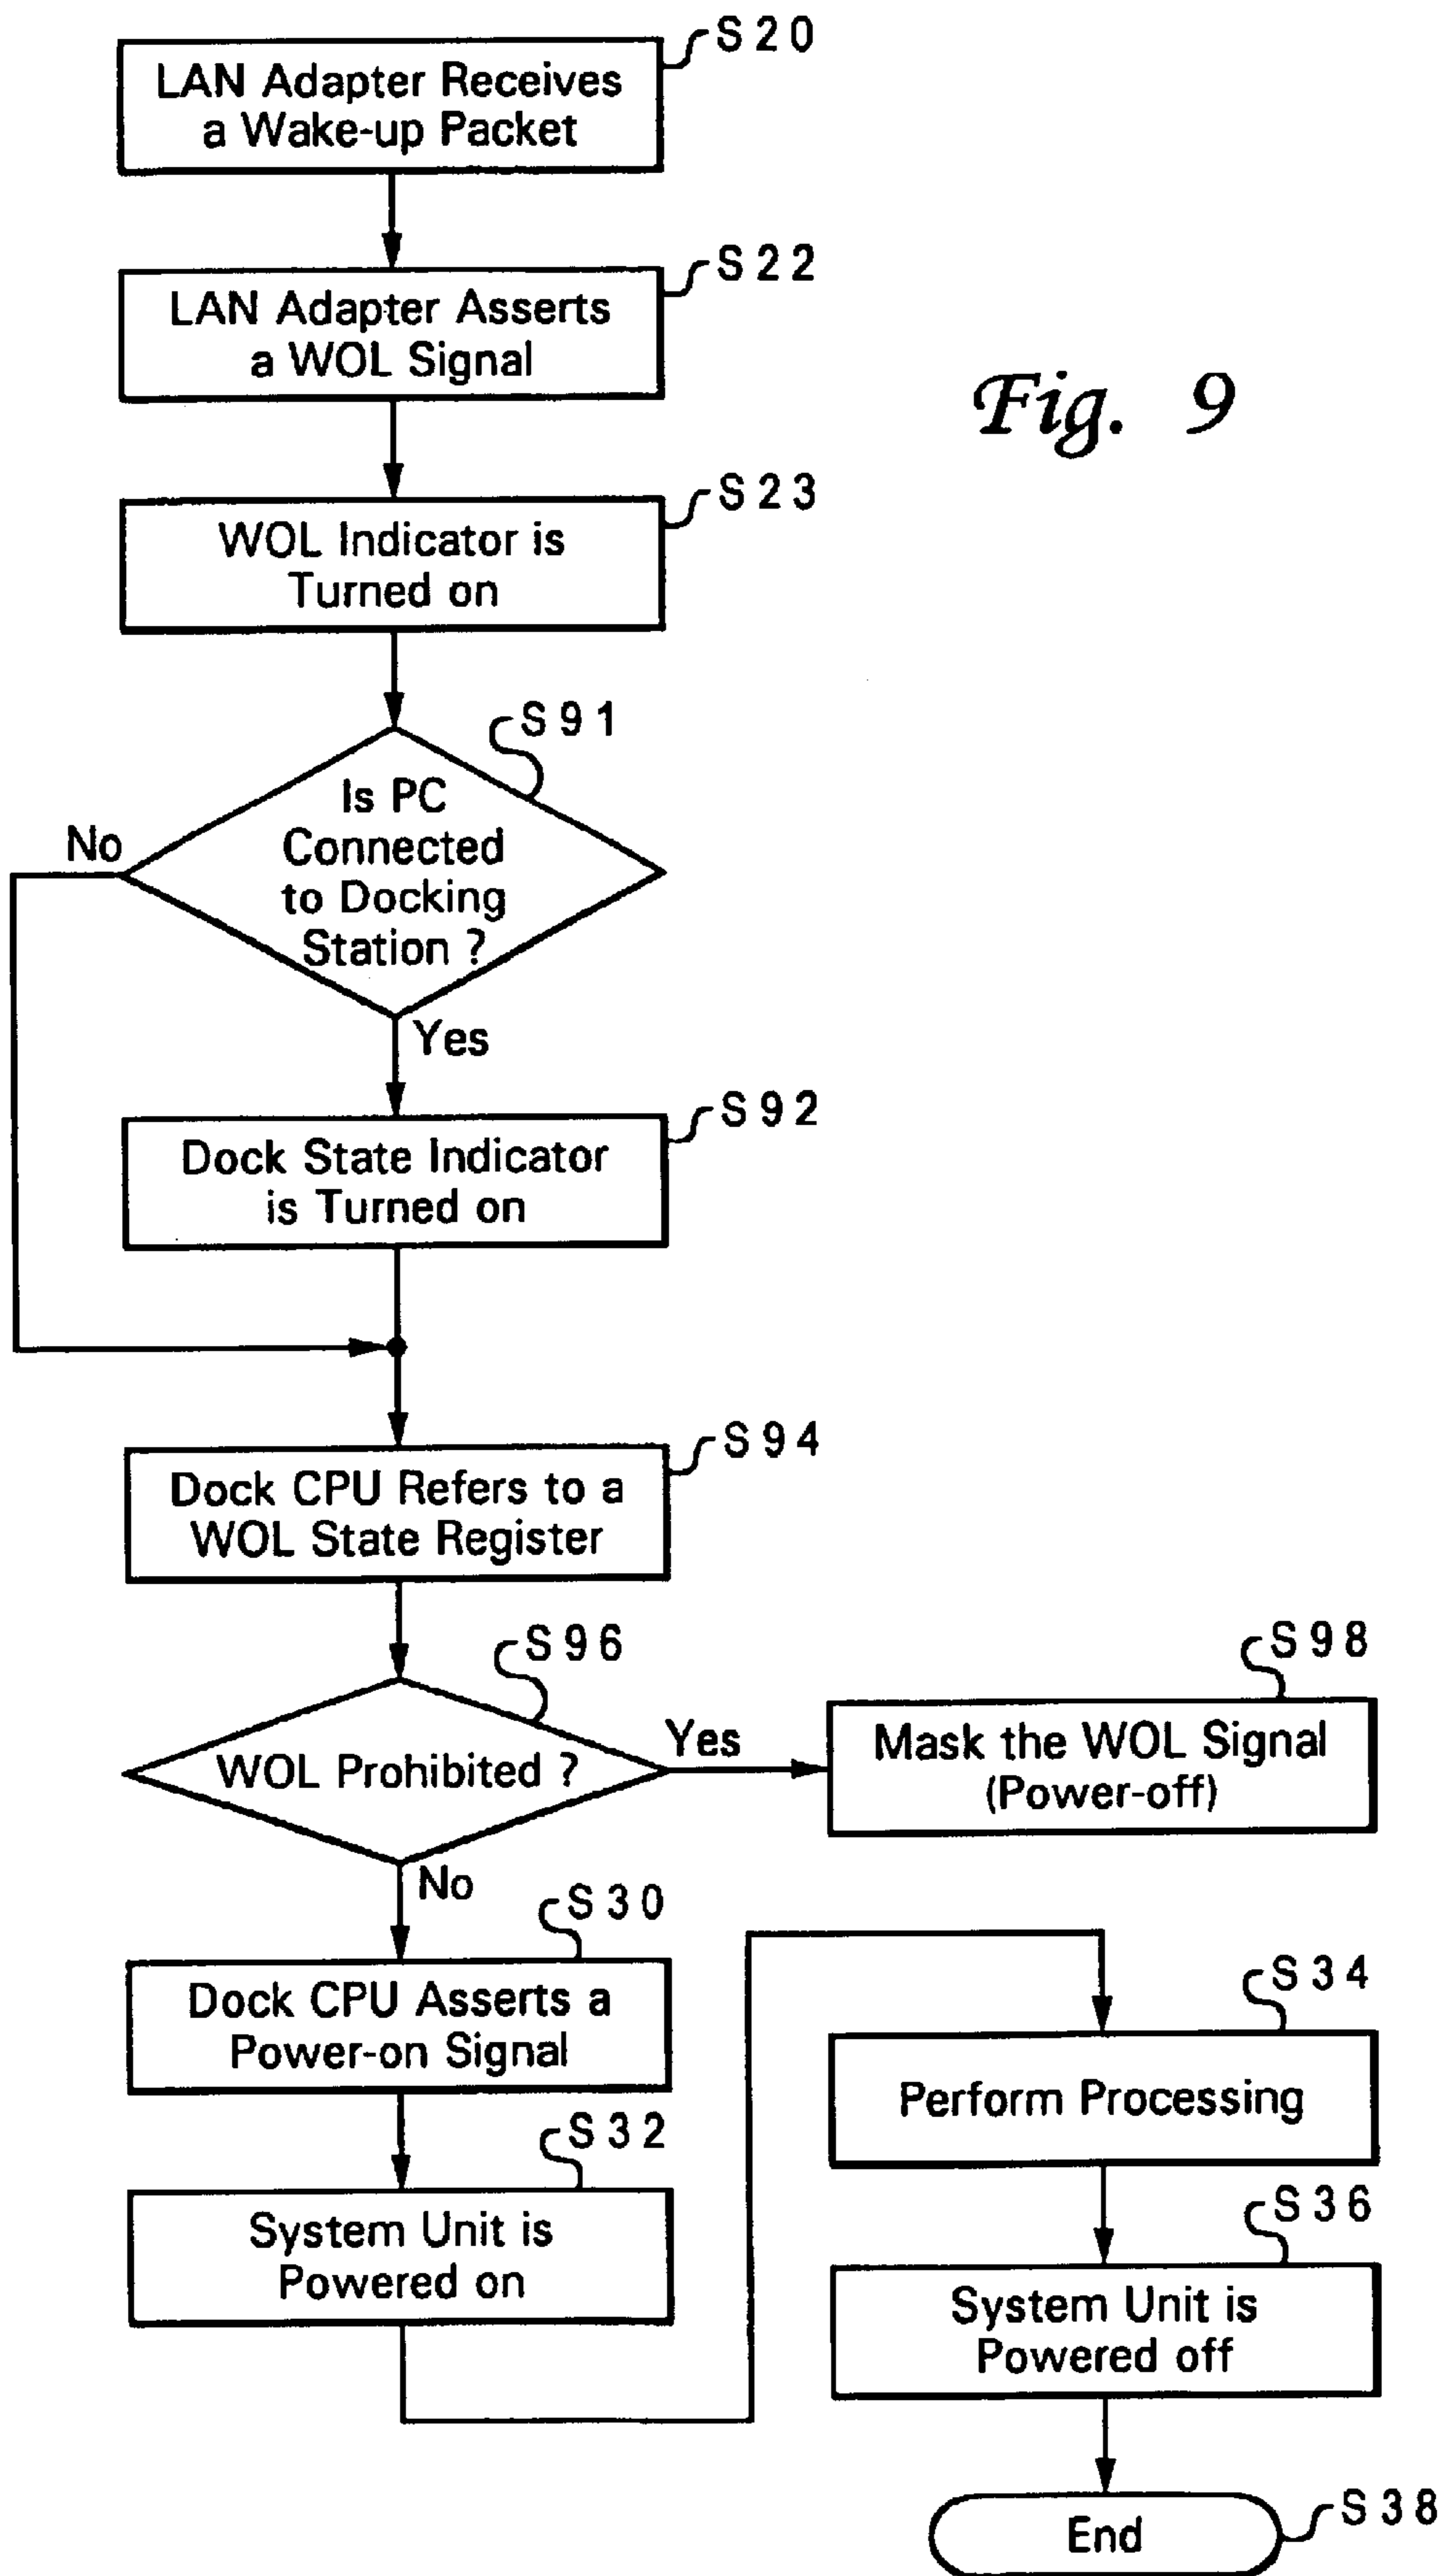 S20
LAN Adapter Receives
a Wake-up Packet
S22
LAN Adapter Asserts
a WOL Signal
Fig. 9
S23
WOL Indicator is
Turned on
S91
Is PC
Connected
to Docking
Station ?
No
Yes
S92
Dock State Indicator
is Turned on
S94
Dock CPU Refers to a
WOL State Register
S96
WOL Prohibited ?
Yes
S98
Mask the WOL Signal
(Power-off)
No
S30
Dock CPU Asserts a
Power-on Signal
S32
System Unit is
Powered on
S34
Perform Processing
S36
System Unit is
Powered off
End
S38